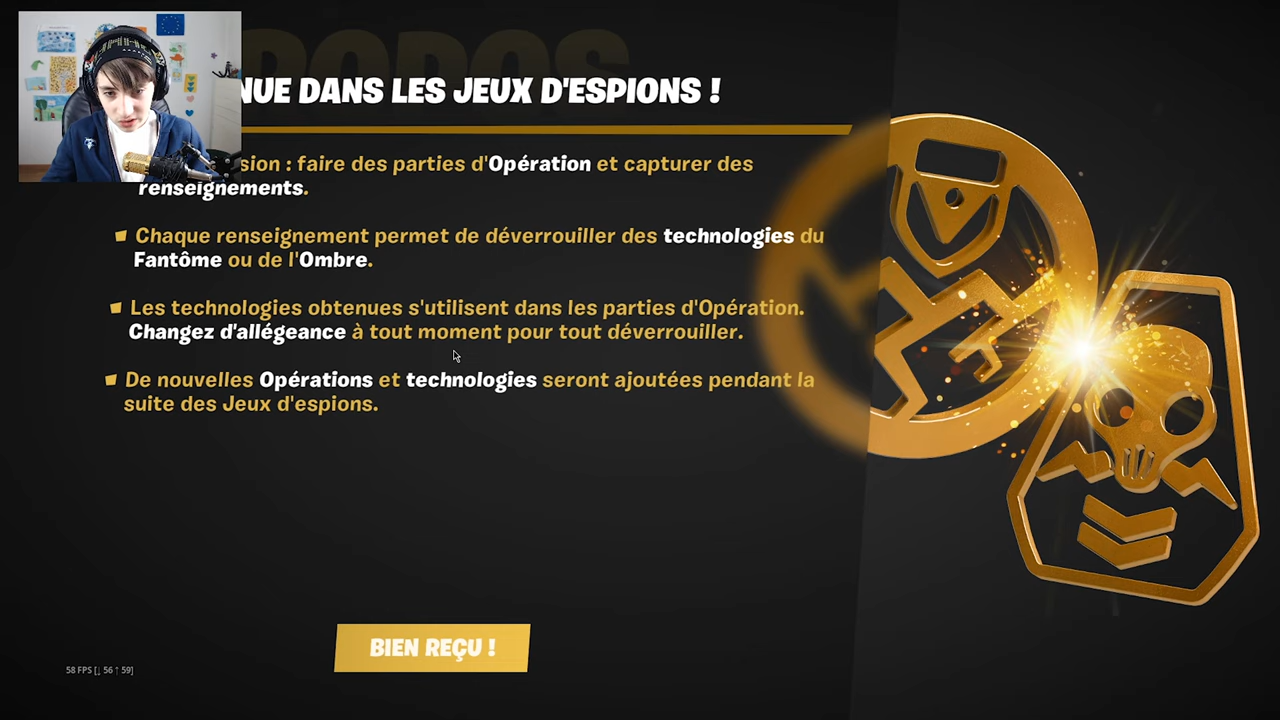 NUE DANS LES JEUX D'ESPIONS !
sion : faire des parties d'Opération et capturer des
renseignements.
Chaque renseignement permet de déverrouiller des technologies du
Fantôme ou de l'Ombre.
Les technologies obtenues s'utilisent dans les parties d'Opération.
Changez d'allégeance à tout moment pour tout déverrouiller.
De nouvelles Opérations et technologies seront ajoutées pendant la
suite des Jeux d'espions.
BIEN REÇU !
58 FPS [↓ 56 ↑ 59]